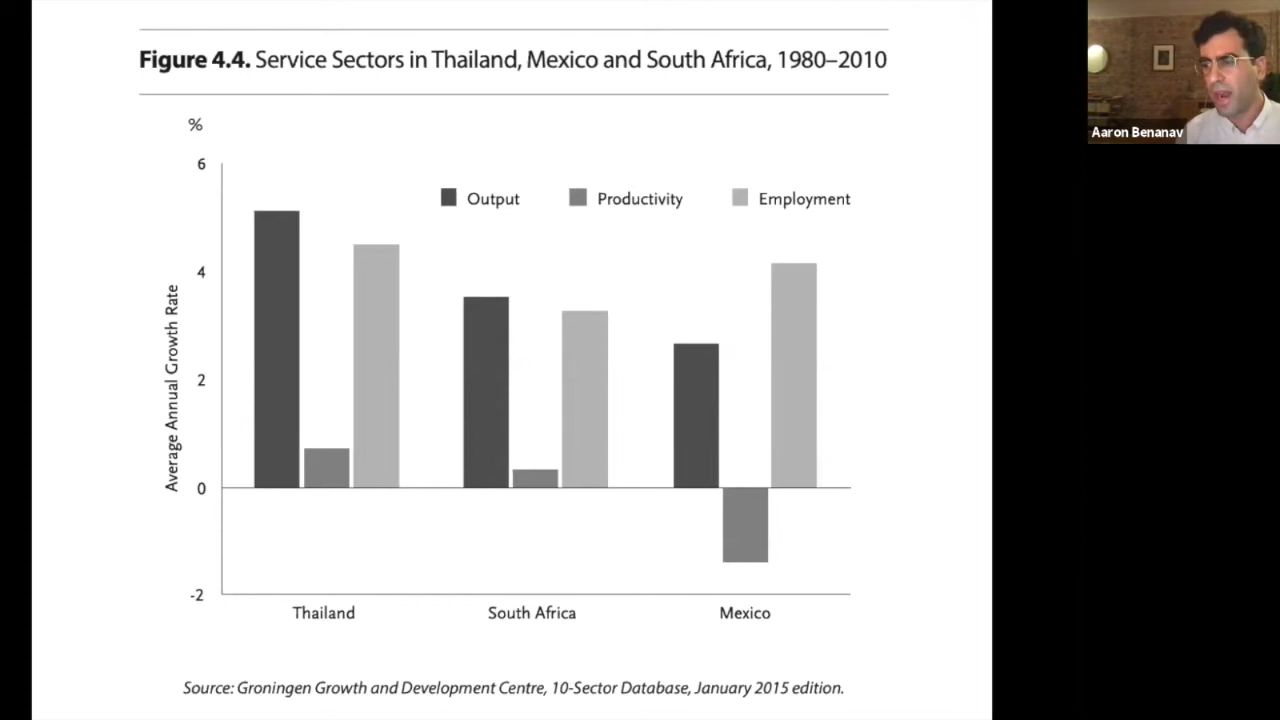 Figure 4.4. Service Sectors in Thailand, Mexico and South Africa, 1980–2010
Aaron Benanav
%
6
Output Productivity Employment
4
2
0
-2
Average Annual Growth Rate
Thailand South Africa Mexico
Source: Groningen Growth and Development Centre, 10-Sector Database, January 2015 edition.